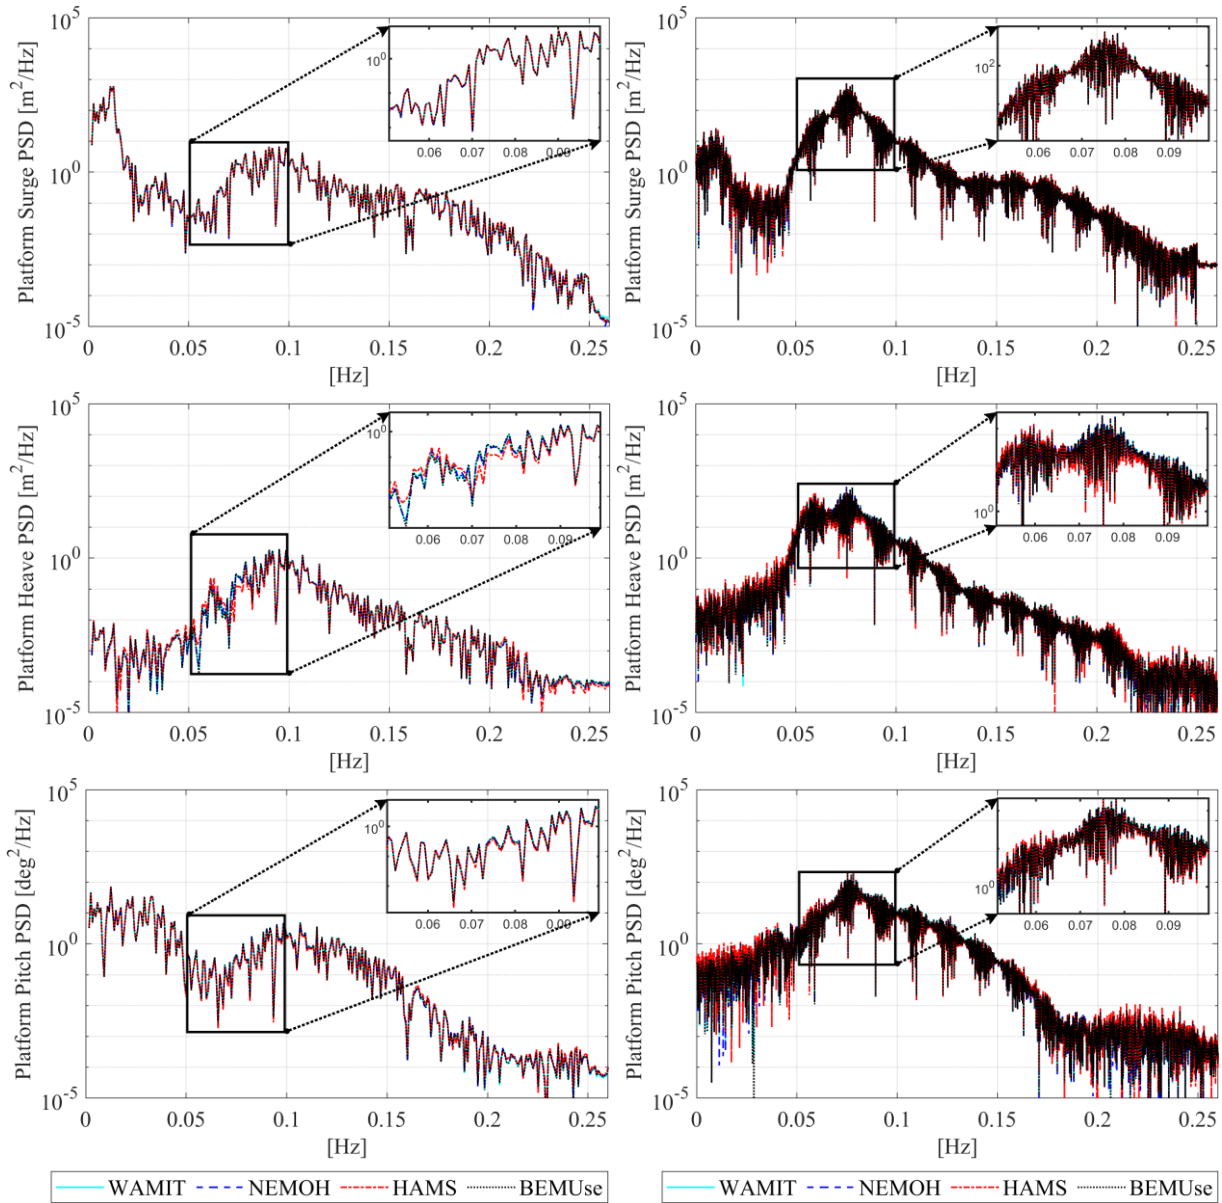 Platform Surge PSD [m^2/Hz]
10^5
10^0
10^-5
0 0.05 0.1 0.15 0.2 0.25
[Hz]
10^0
0.06 0.07 0.08 0.09
Platform Surge PSD [m^2/Hz]
10^5
10^0
10^-5
0 0.05 0.1 0.15 0.2 0.25
[Hz]
10^2
0.06 0.07 0.08 0.09
Platform Heave PSD [m^2/Hz]
10^5
10^0
10^-5
0 0.05 0.1 0.15 0.2 0.25
[Hz]
10^0
0.06 0.07 0.08 0.09
Platform Heave PSD [m^2/Hz]
10^5
10^0
10^-5
0 0.05 0.1 0.15 0.2 0.25
[Hz]
10^0
0.06 0.07 0.08 0.09
Platform Pitch PSD [deg^2/Hz]
10^5
10^0
10^-5
0 0.05 0.1 0.15 0.2 0.25
[Hz]
10^0
0.06 0.07 0.08 0.09
Platform Pitch PSD [deg^2/Hz]
10^5
10^0
10^-5
0 0.05 0.1 0.15 0.2 0.25
[Hz]
10^0
0.06 0.07 0.08 0.09
WAMIT NEMOH HAMS BEMUse
WAMIT NEMOH HAMS BEMUse